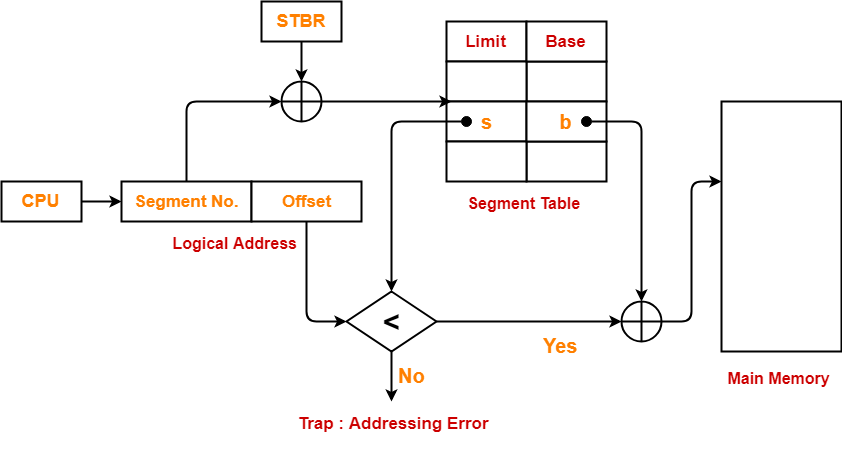 STBR
Limit Base
s b
CPU Segment No. Offset
Segment Table
Logical Address
<
Yes
No
Main Memory
Trap : Addressing Error